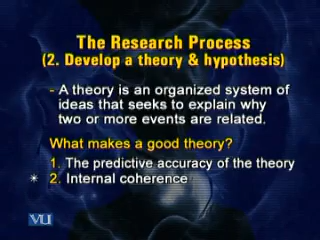 The Research Process
(2. Develop a theory & hypothesis)
- A theory is an organized system of
ideas that seeks to explain why
two or more events are related.
What makes a good theory?
1. The predictive accuracy of the theory
* 2. Internal coherence
VU